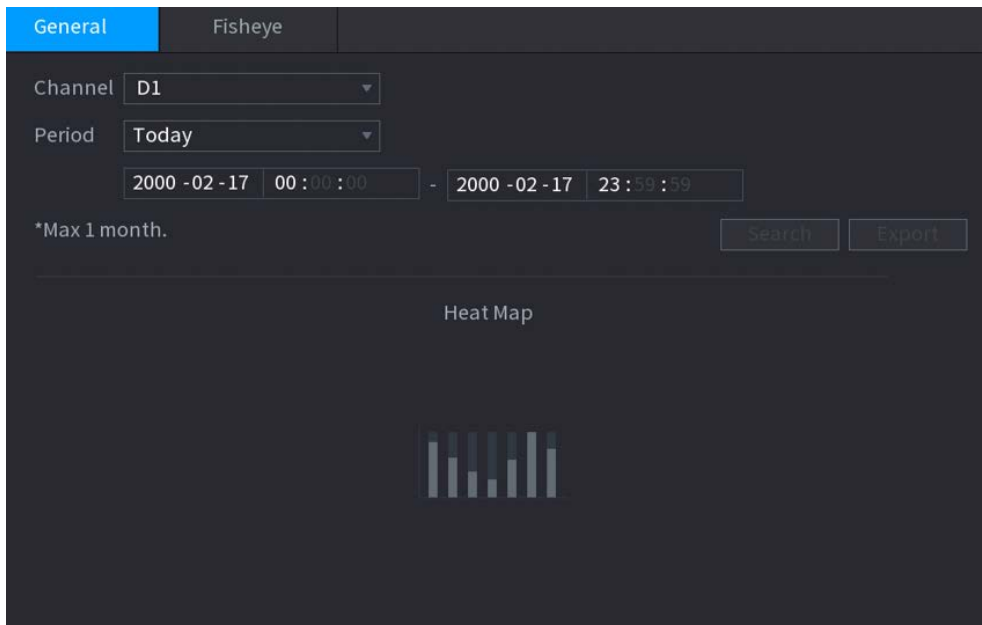 General Fisheye
Channel D1
Period Today
2000 -02 -17 00 : 00 : 00 - 2000 -02 -17 23 : 59 : 59
*Max 1 month.
Search Export
Heat Map